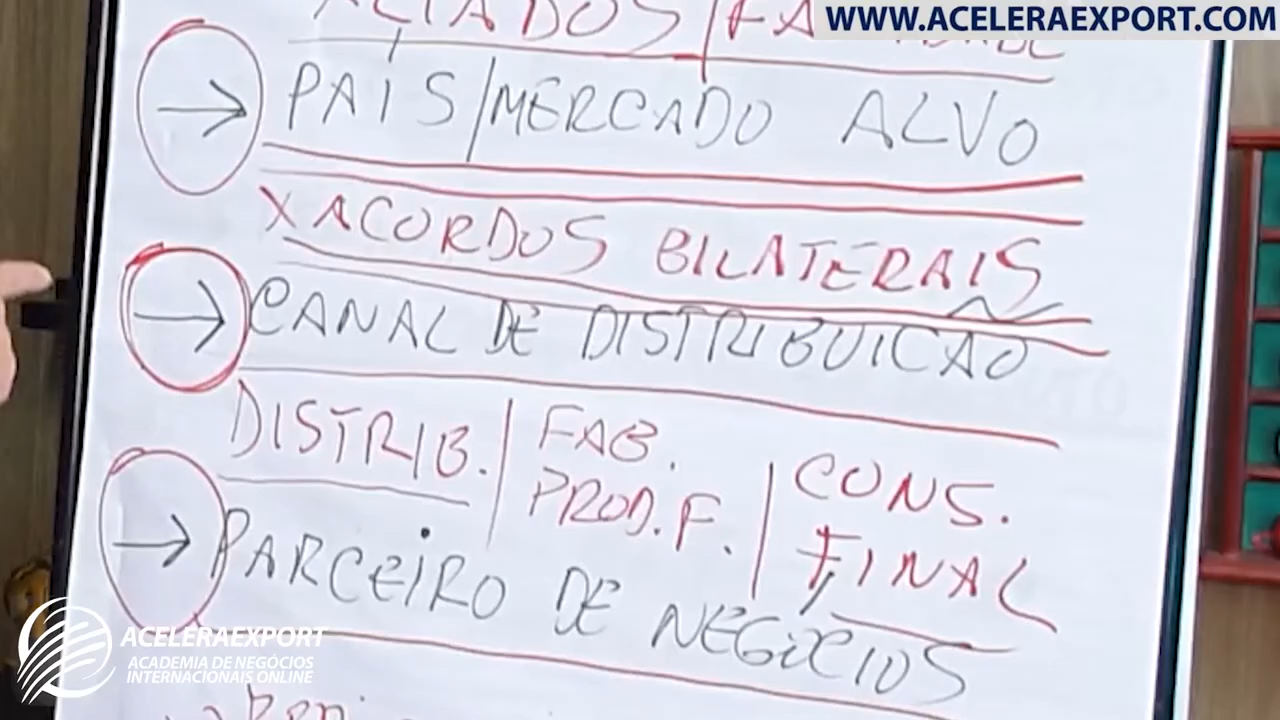 WWW.ACELERAEXPORT.COM
→ PAÍS/MERCADO ALVO
X ACORDOS BILATERAIS
→ CANAL DE DISTRIBUIÇÃO
DISTRIB. | FAB. PROD. F. | CONS. FINAL
→ PARCEIRO DE NEGÓCIOS
ACELERAEXPORT
ACADEMIA DE NEGÓCIOS
INTERNACIONAIS ONLINE